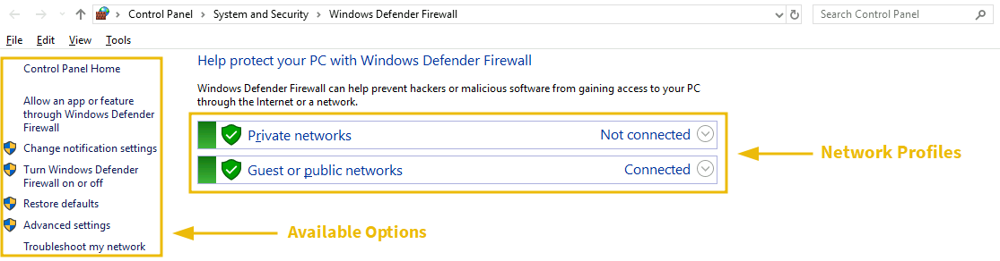 Control Panel > System and Security > Windows Defender Firewall
Search Control Panel
File Edit View Tools
Control Panel Home
Allow an app or feature
through Windows Defender
Firewall
Change notification settings
Turn Windows Defender
Firewall on or off
Restore defaults
Advanced settings
Troubleshoot my network
Help protect your PC with Windows Defender Firewall
Windows Defender Firewall can help prevent hackers or malicious software from gaining access to your PC
through the Internet or a network.
Private networks Not connected
Guest or public networks Connected
Network Profiles
Available Options